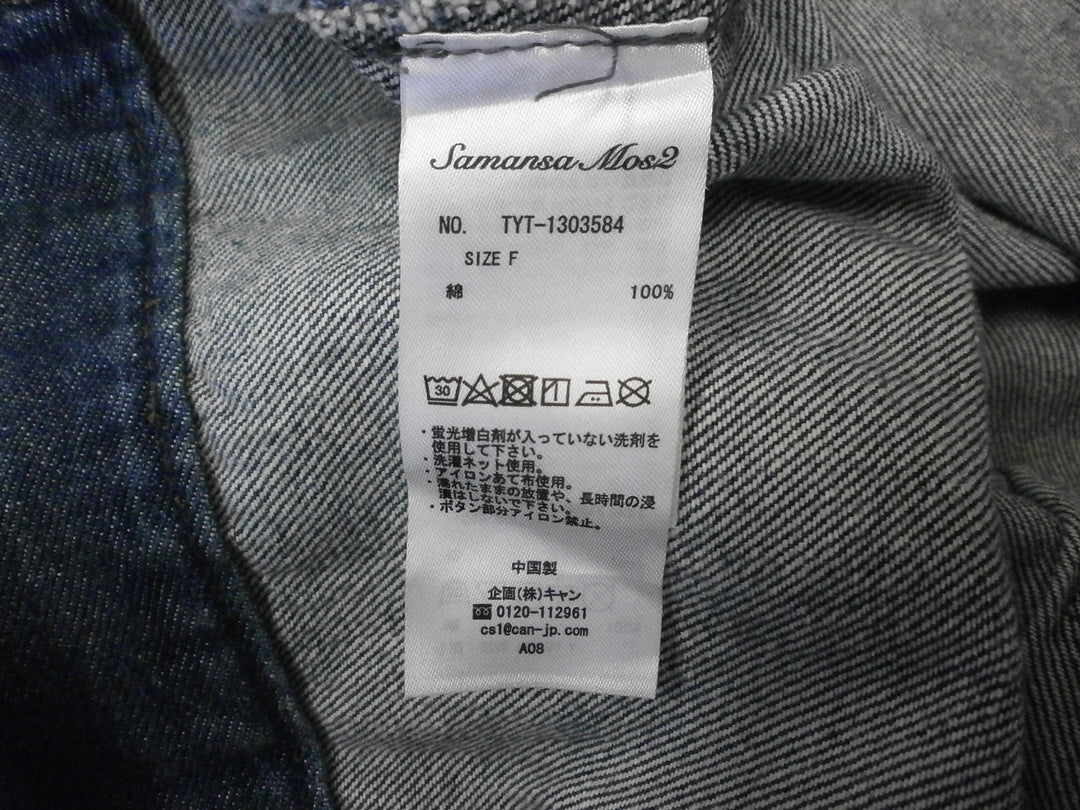 Samansa Mos2
NO. TYT-1303584
SIZE F
綿 100%
30
・蛍光増白剤が入っていない洗剤を
使用して下さい。
・洗濯ネット使用。
・アイロンあて布使用。
・濡れたままの放置や、長時間の浸
漬はしないで下さい。
・ボタン部分アイロン禁止。
中国製
企画(株)キャン
0120-112961
cs1@can-jp.com
A08